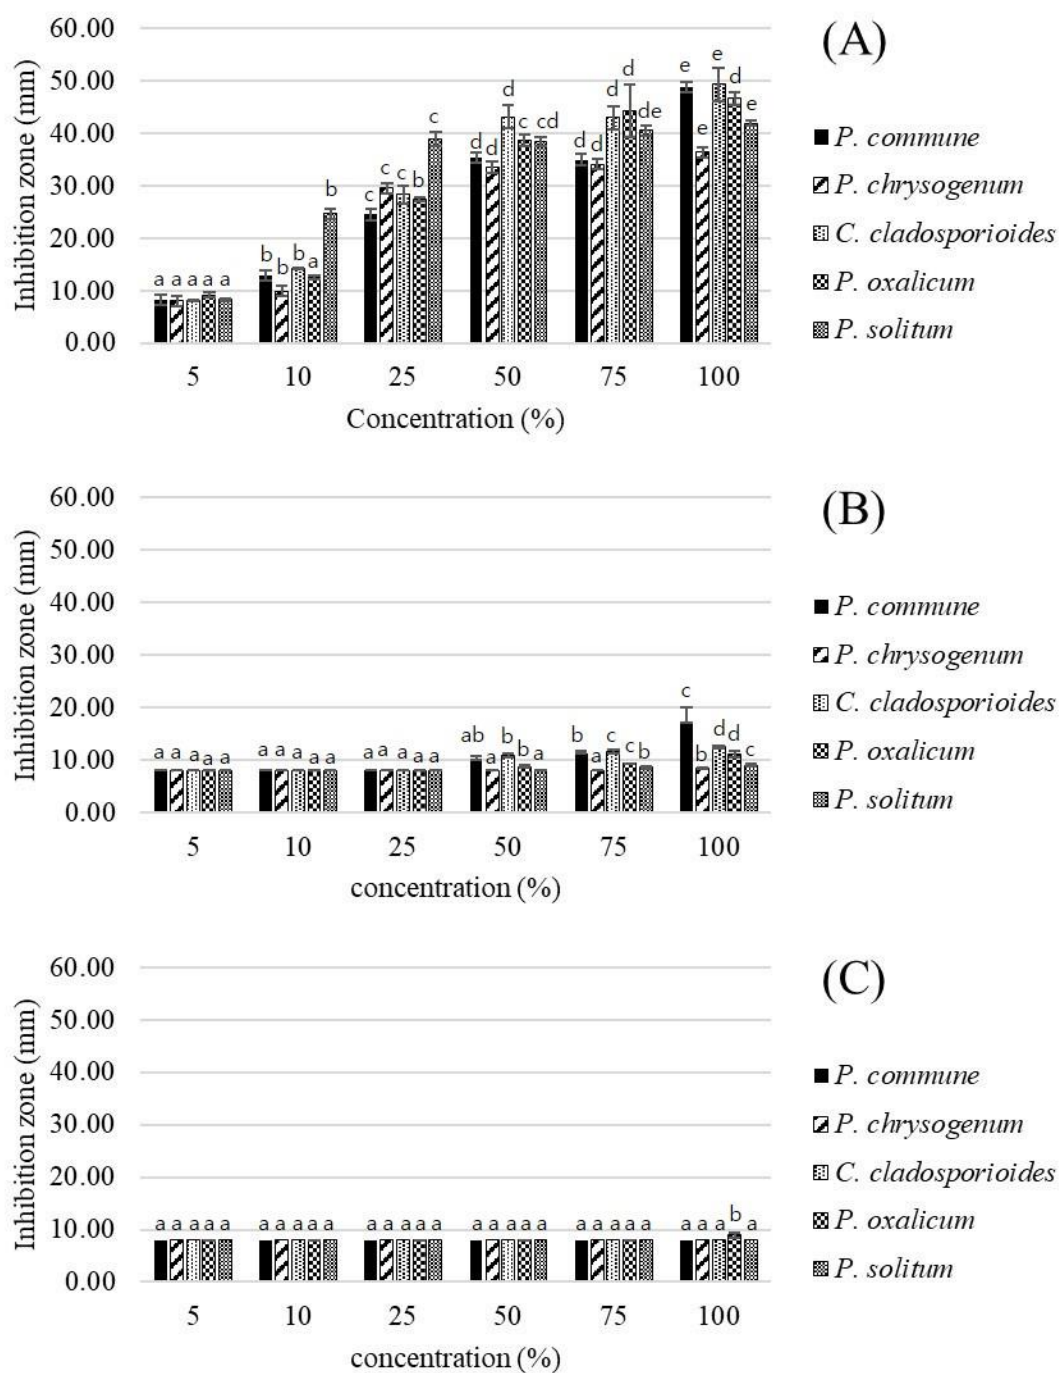 (A)
60.00
50.00
40.00
30.00
20.00
10.00
0.00
Inhibition zone (mm)
a a a a a
b b b a b
c c c b c
d d d c cd
d d d d de
e e e d e
5 10 25 50 75 100
Concentration (%)
P. commune
P. chrysogenum
C. cladosporioides
P. oxalicum
P. solitum
(B)
60.00
50.00
40.00
30.00
20.00
10.00
0.00
Inhibition zone (mm)
a a a a a
a a a a a
a a a a a
ab a b b a
b a c c b
c b d d c
5 10 25 50 75 100
concentration (%)
P. commune
P. chrysogenum
C. cladosporioides
P. oxalicum
P. solitum
(C)
60.00
50.00
40.00
30.00
20.00
10.00
0.00
Inhibition zone (mm)
a a a a a
a a a a a
a a a a a
a a a a a
a a a a a
a a a b a
5 10 25 50 75 100
concentration (%)
P. commune
P. chrysogenum
C. cladosporioides
P. oxalicum
P. solitum